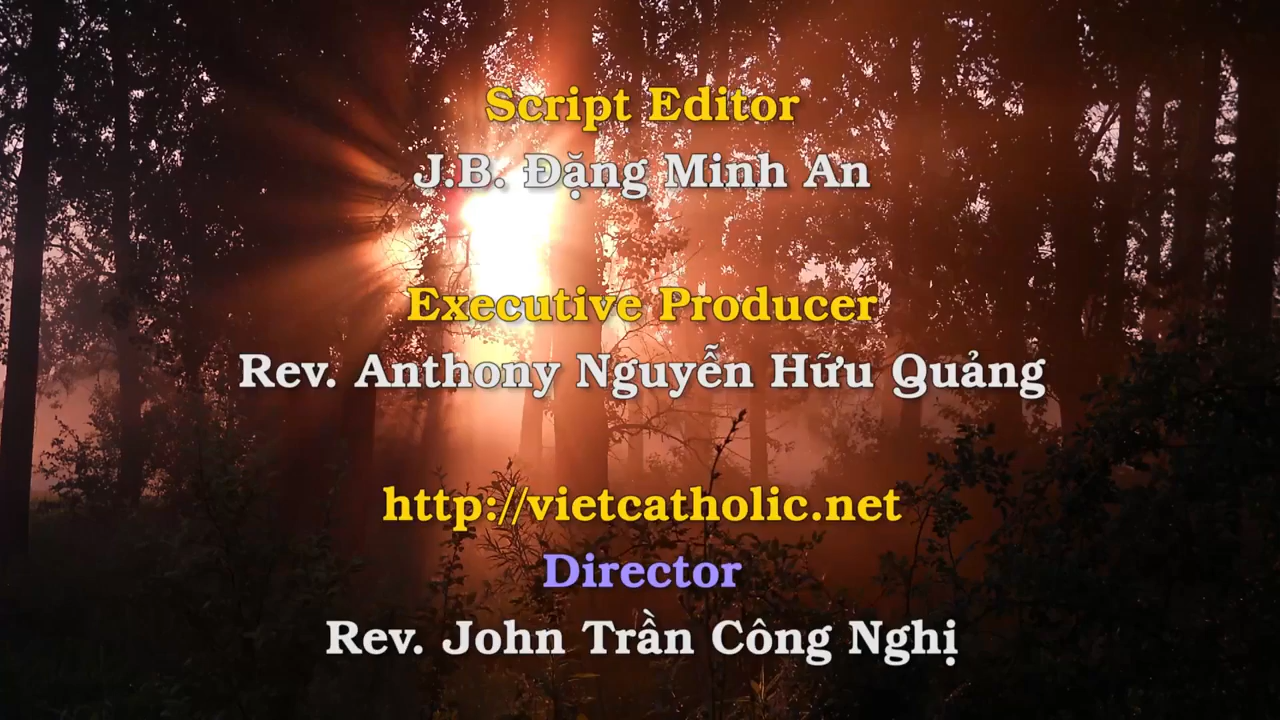 Script Editor
J.B. Đặng Minh An
Executive Producer
Rev. Anthony Nguyễn Hữu Quảng
http://vietcatholic.net
Director
Rev. John Trần Công Nghị